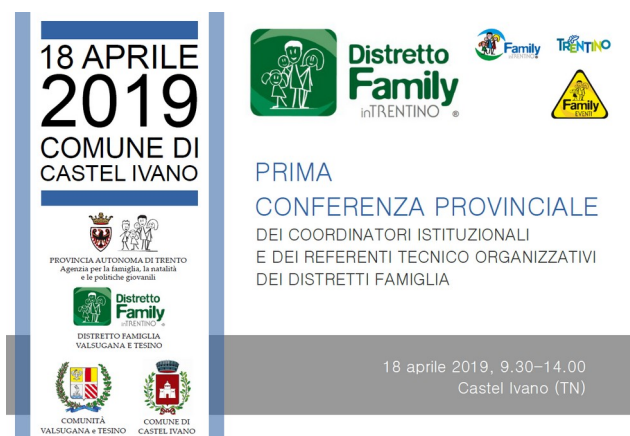 18 APRILE
2019
COMUNE DI
CASTEL IVANO
PROVINCIA AUTONOMA DI TRENTO
Agenzia per la famiglia, la natalità
e le politiche giovanili
Distretto
Family
inTRENTINO ®
DISTRETTO FAMIGLIA
VALSUGANA E TESINO
COMUNITÀ
VALSUGANA e TESINO
COMUNE DI
CASTEL IVANO
Distretto
Family
inTRENTINO ®
Family
inTRENTINO
TRENTINO
Family
EVENTI
PRIMA
CONFERENZA PROVINCIALE
DEI COORDINATORI ISTITUZIONALI
E DEI REFERENTI TECNICO ORGANIZZATIVI
DEI DISTRETTI FAMIGLIA
18 aprile 2019, 9.30-14.00
Castel Ivano (TN)